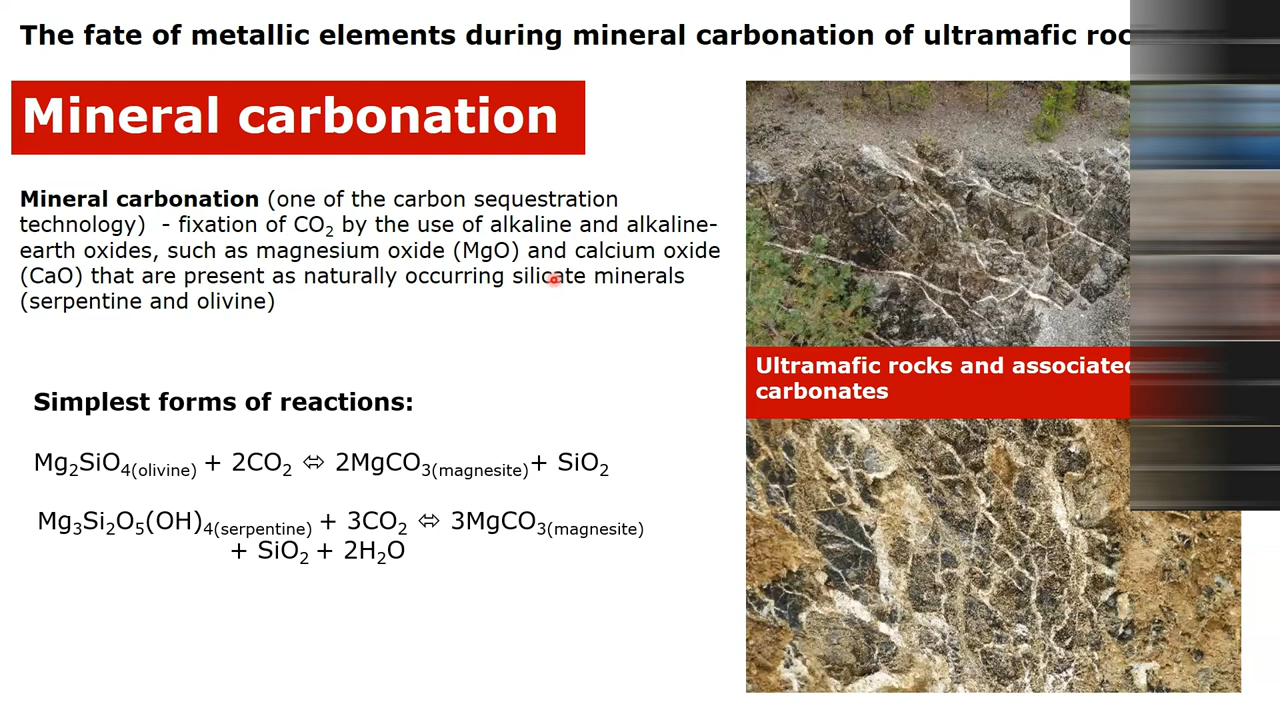 The fate of metallic elements during mineral carbonation of ultramafic
Mineral carbonation
Mineral carbonation (one of the carbon sequestration
technology) - fixation of CO₂ by the use of alkaline and alkaline-
earth oxides, such as magnesium oxide (MgO) and calcium oxide
(CaO) that are present as naturally occurring silicate minerals
(serpentine and olivine)
Simplest forms of reactions:
Mg₂SiO₄(olivine) + 2CO₂ ⇔ 2MgCO₃(magnesite)+ SiO₂
Mg₃Si₂O₅(OH)₄(serpentine) + 3CO₂ ⇔ 3MgCO₃(magnesite)
+ SiO₂ + 2H₂O
Ultramafic rocks and associated
carbonates